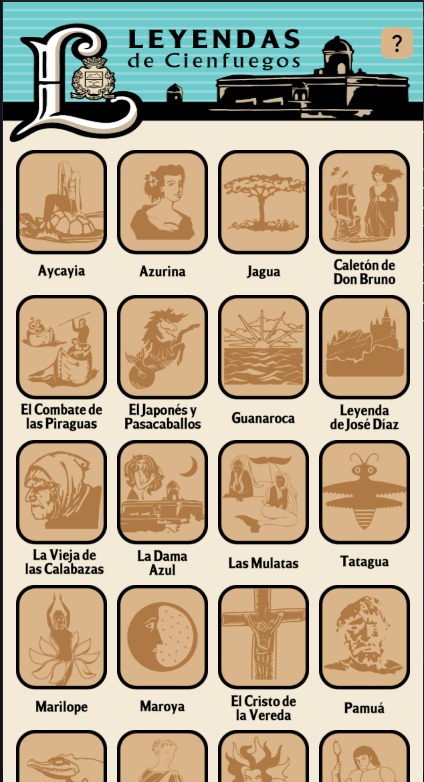 LEYENDAS
de Cienfuegos
?
Aycayia
Azurina
Jagua
Caletón de
Don Bruno
El Combate de
las Piraguas
El Japonés y
Pasacaballos
Guanaroca
Leyenda
de José Díaz
La Vieja de
las Calabazas
La Dama
Azul
Las Mulatas
Tatagua
Marilope
Maroya
El Cristo de
la Vereda
Pamuá